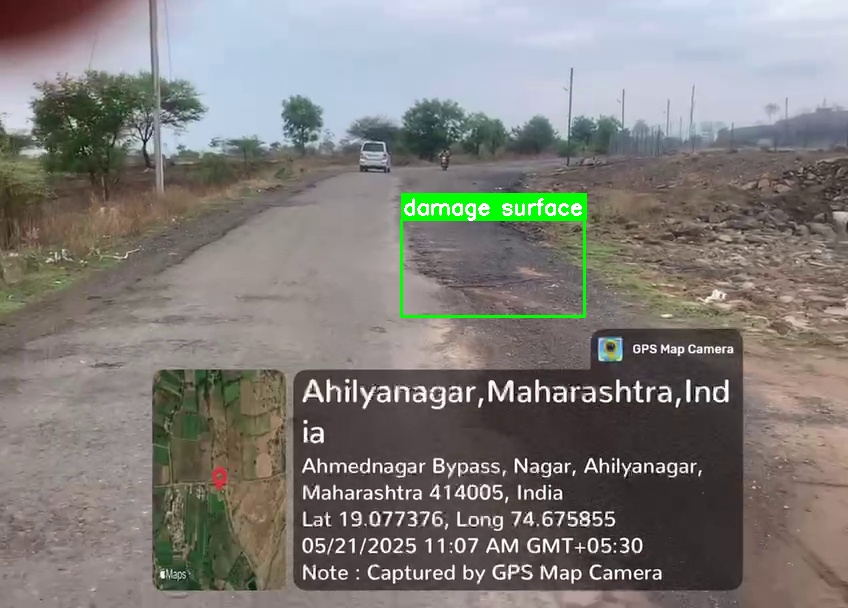 damage surface
GPS Map Camera
Ahilyanagar,Maharashtra,Ind
ia
Ahmednagar Bypass, Nagar, Ahilyanagar,
Maharashtra 414005, India
Lat 19.077376, Long 74.675855
05/21/2025 11:07 AM GMT+05:30
Note : Captured by GPS Map Camera
Maps